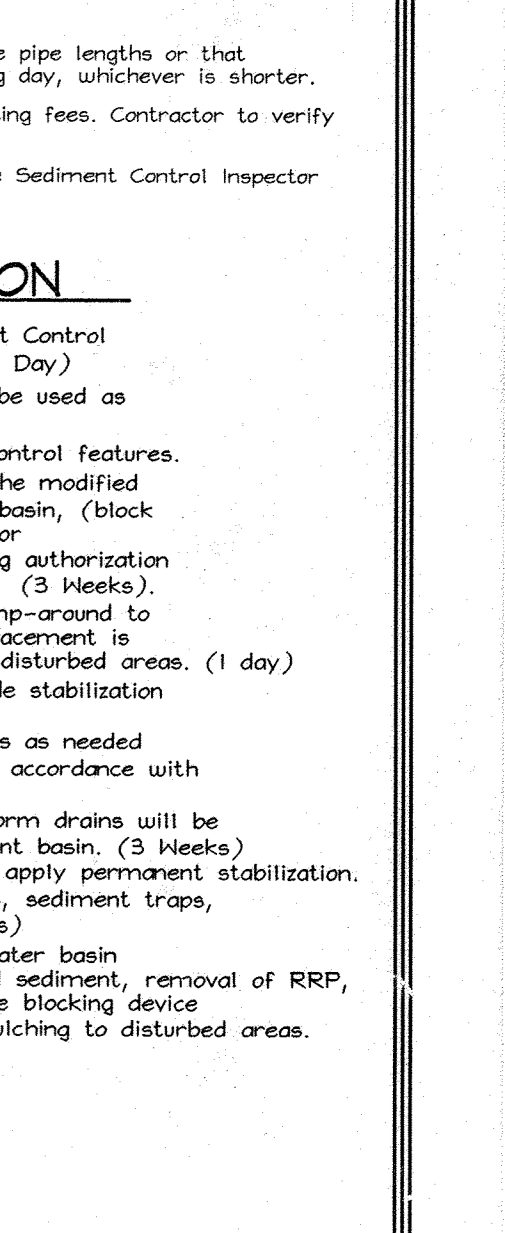 pipe lengths or that
day, whichever is shorter.
ing fees. Contractor to verify
Sediment Control Inspector
ON
t Control
Day)
be used as
ontrol features.
he modified
basin, (block
or
g authorization
(3 Weeks).
mp-around to
acement is
disturbed areas. (1 day)
le stabilization
s as needed
accordance with
orm drains will be
nt basin. (3 Weeks)
apply permanent stabilization.
, sediment traps,
s)
ater basin
sediment, removal of RRP,
e blocking device
ulching to disturbed areas.